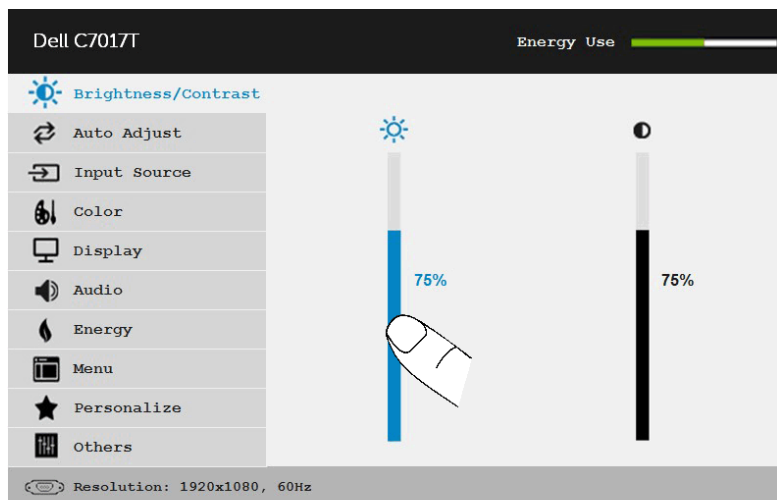 Dell C7017T
Energy Use
Brightness/Contrast
Auto Adjust
Input Source
Color
Display
Audio
Energy
Menu
Personalize
Others
75%
75%
Resolution: 1920x1080, 60Hz